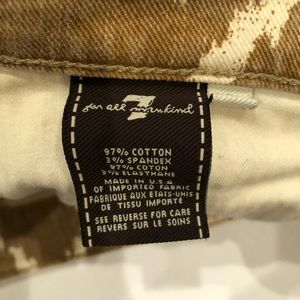 7
for all mankind
97% COTTON
3% SPANDEX
97% COTON
3% ELASTHANE
MADE IN U.S.A
OF IMPORTED FABRIC
FABRIQUE AUX ETATS-UNIS
DE TISSU IMPORTÉ
SEE REVERSE FOR CARE
REVERS SUR LE SOINS